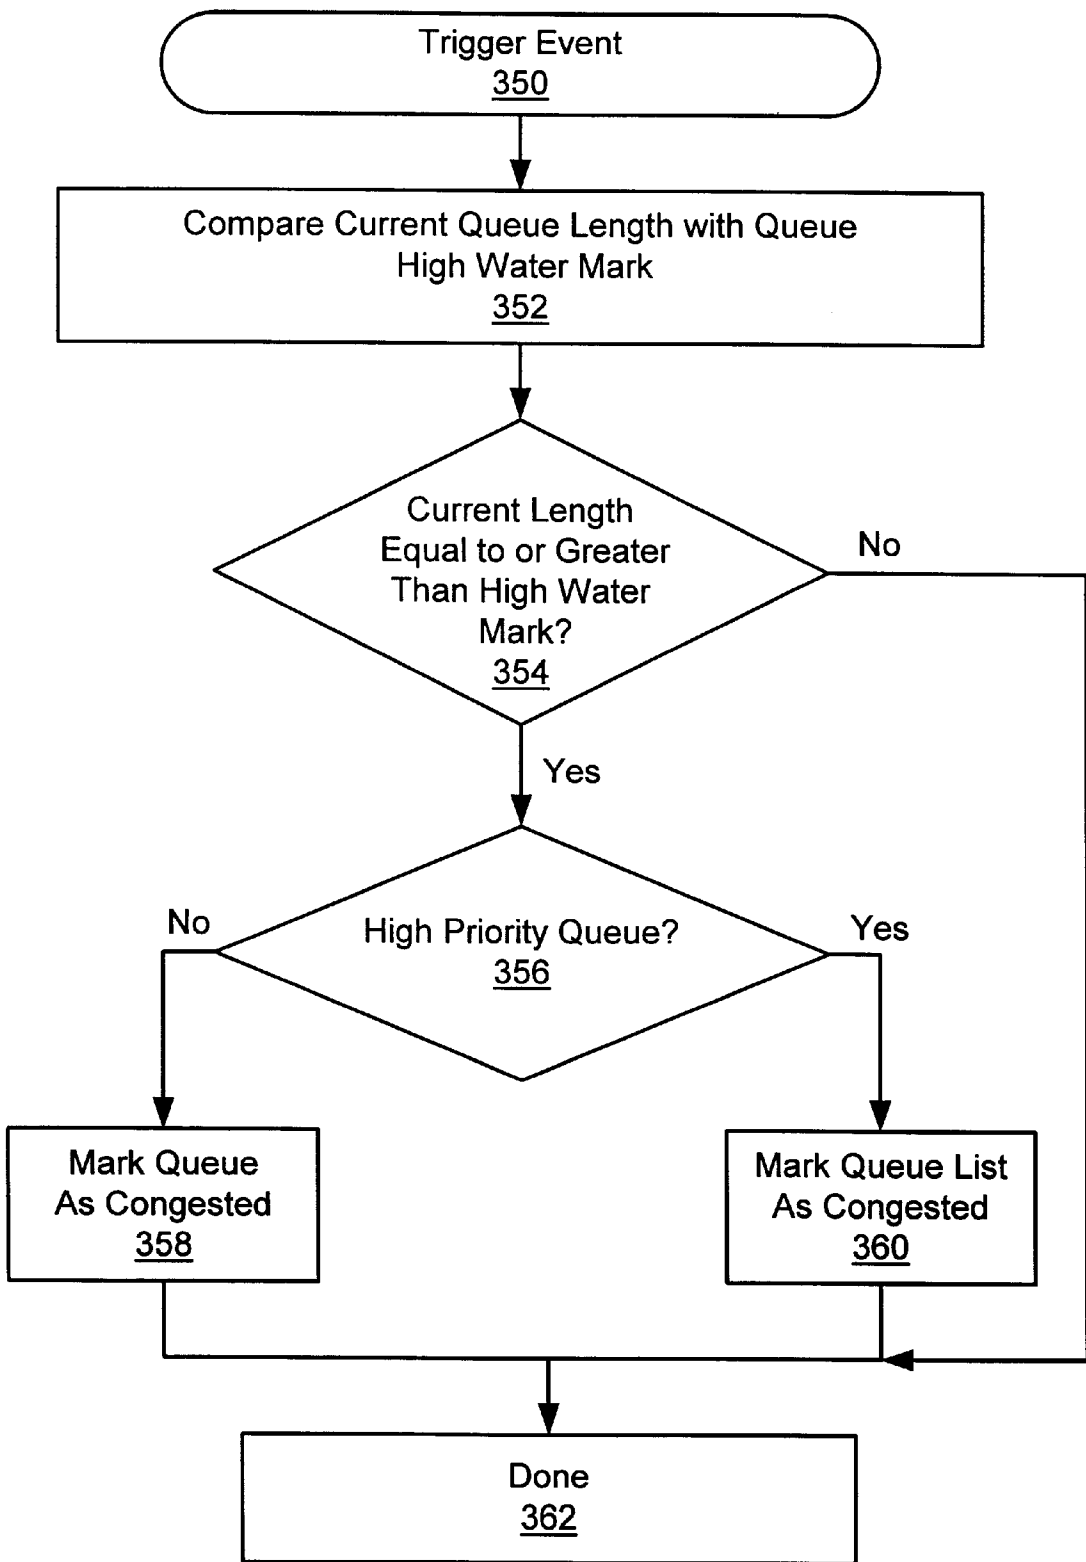 Trigger Event
350
Compare Current Queue Length with Queue
High Water Mark
352
Current Length
Equal to or Greater
Than High Water
Mark?
354
No
Yes
High Priority Queue?
356
No
Yes
Mark Queue
As Congested
358
Mark Queue List
As Congested
360
Done
362